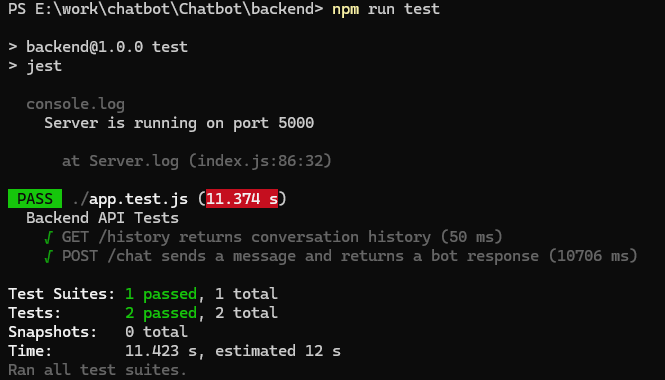 PS E:\work\chatbot\Chatbot\backend> npm run test
> backend@1.0.0 test
> jest
console.log
Server is running on port 5000
at Server.log (index.js:86:32)
PASS ./app.test.js (11.374 s)
Backend API Tests
√ GET /history returns conversation history (50 ms)
√ POST /chat sends a message and returns a bot response (10706 ms)
Test Suites: 1 passed, 1 total
Tests: 2 passed, 2 total
Snapshots: 0 total
Time: 11.423 s, estimated 12 s
Ran all test suites.